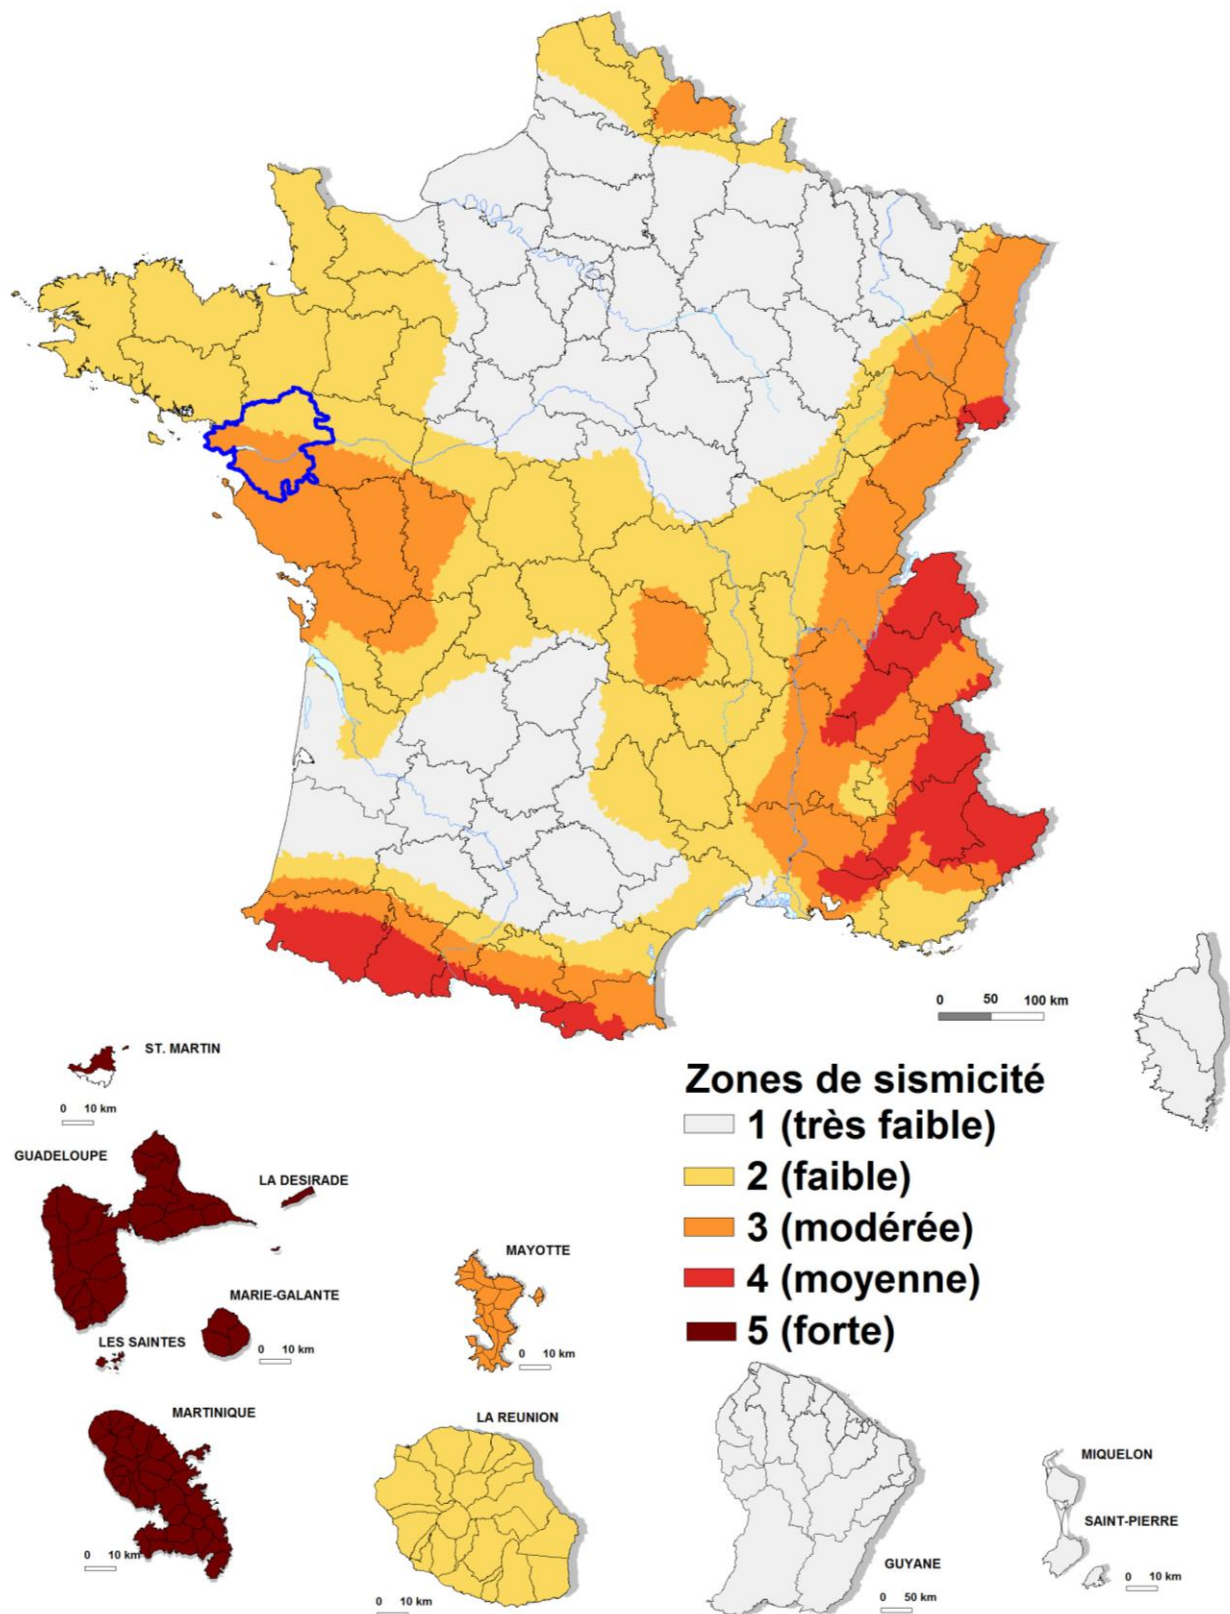 0 50 100 km
ST. MARTIN
0 10 km
Zones de sismicité
1 (très faible)
2 (faible)
3 (modérée)
4 (moyenne)
5 (forte)
GUADELOUPE
LA DESIRADE
MAYOTTE
MARIE-GALANTE
LES SAINTES
0 10 km
0 10 km
MARTINIQUE
LA REUNION
MIQUELON
SAINT-PIERRE
GUYANE
0 10 km
0 10 km
0 50 km
0 10 km